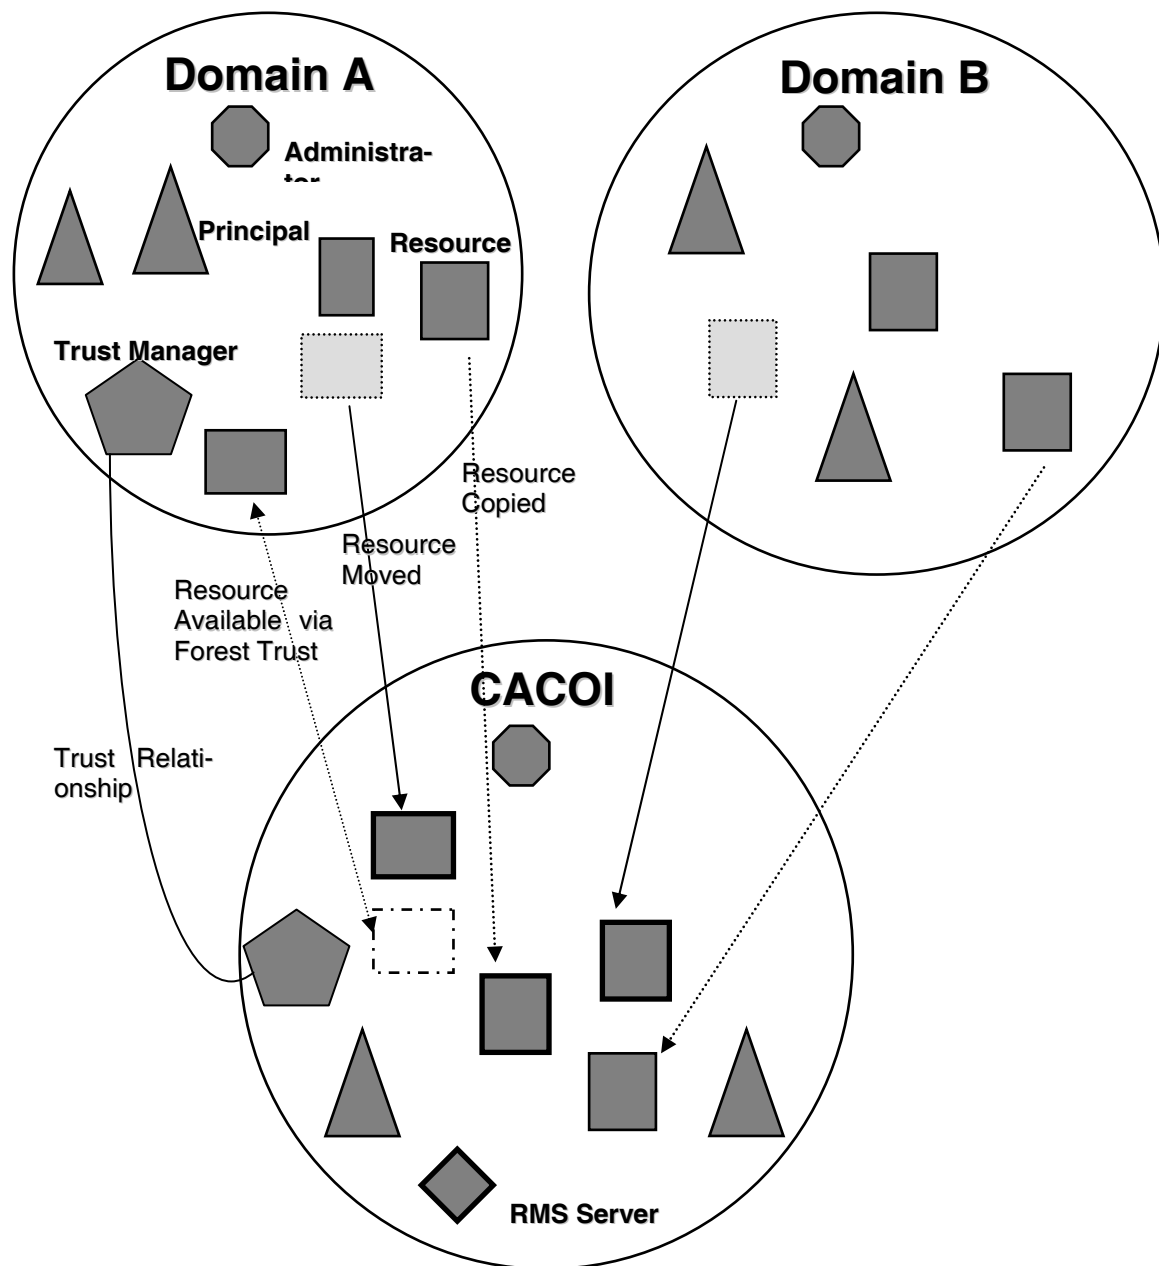 Domain A
Domain B
Administra-
tor
Principal
Resource
Trust Manager
Resource
Copied
Resource
Moved
Resource
Available via
Forest Trust
CACOI
Trust Relati-
onship
RMS Server